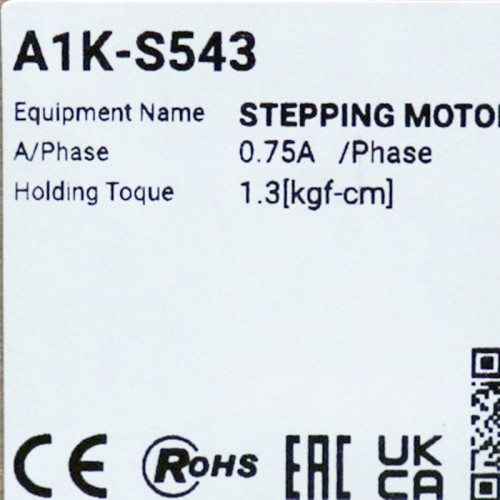 A1K-S543
Equipment Name STEPPING MOTOR
A/Phase 0.75A /Phase
Holding Toque 1.3[kgf-cm]
CE RoHS EAC UK
CA